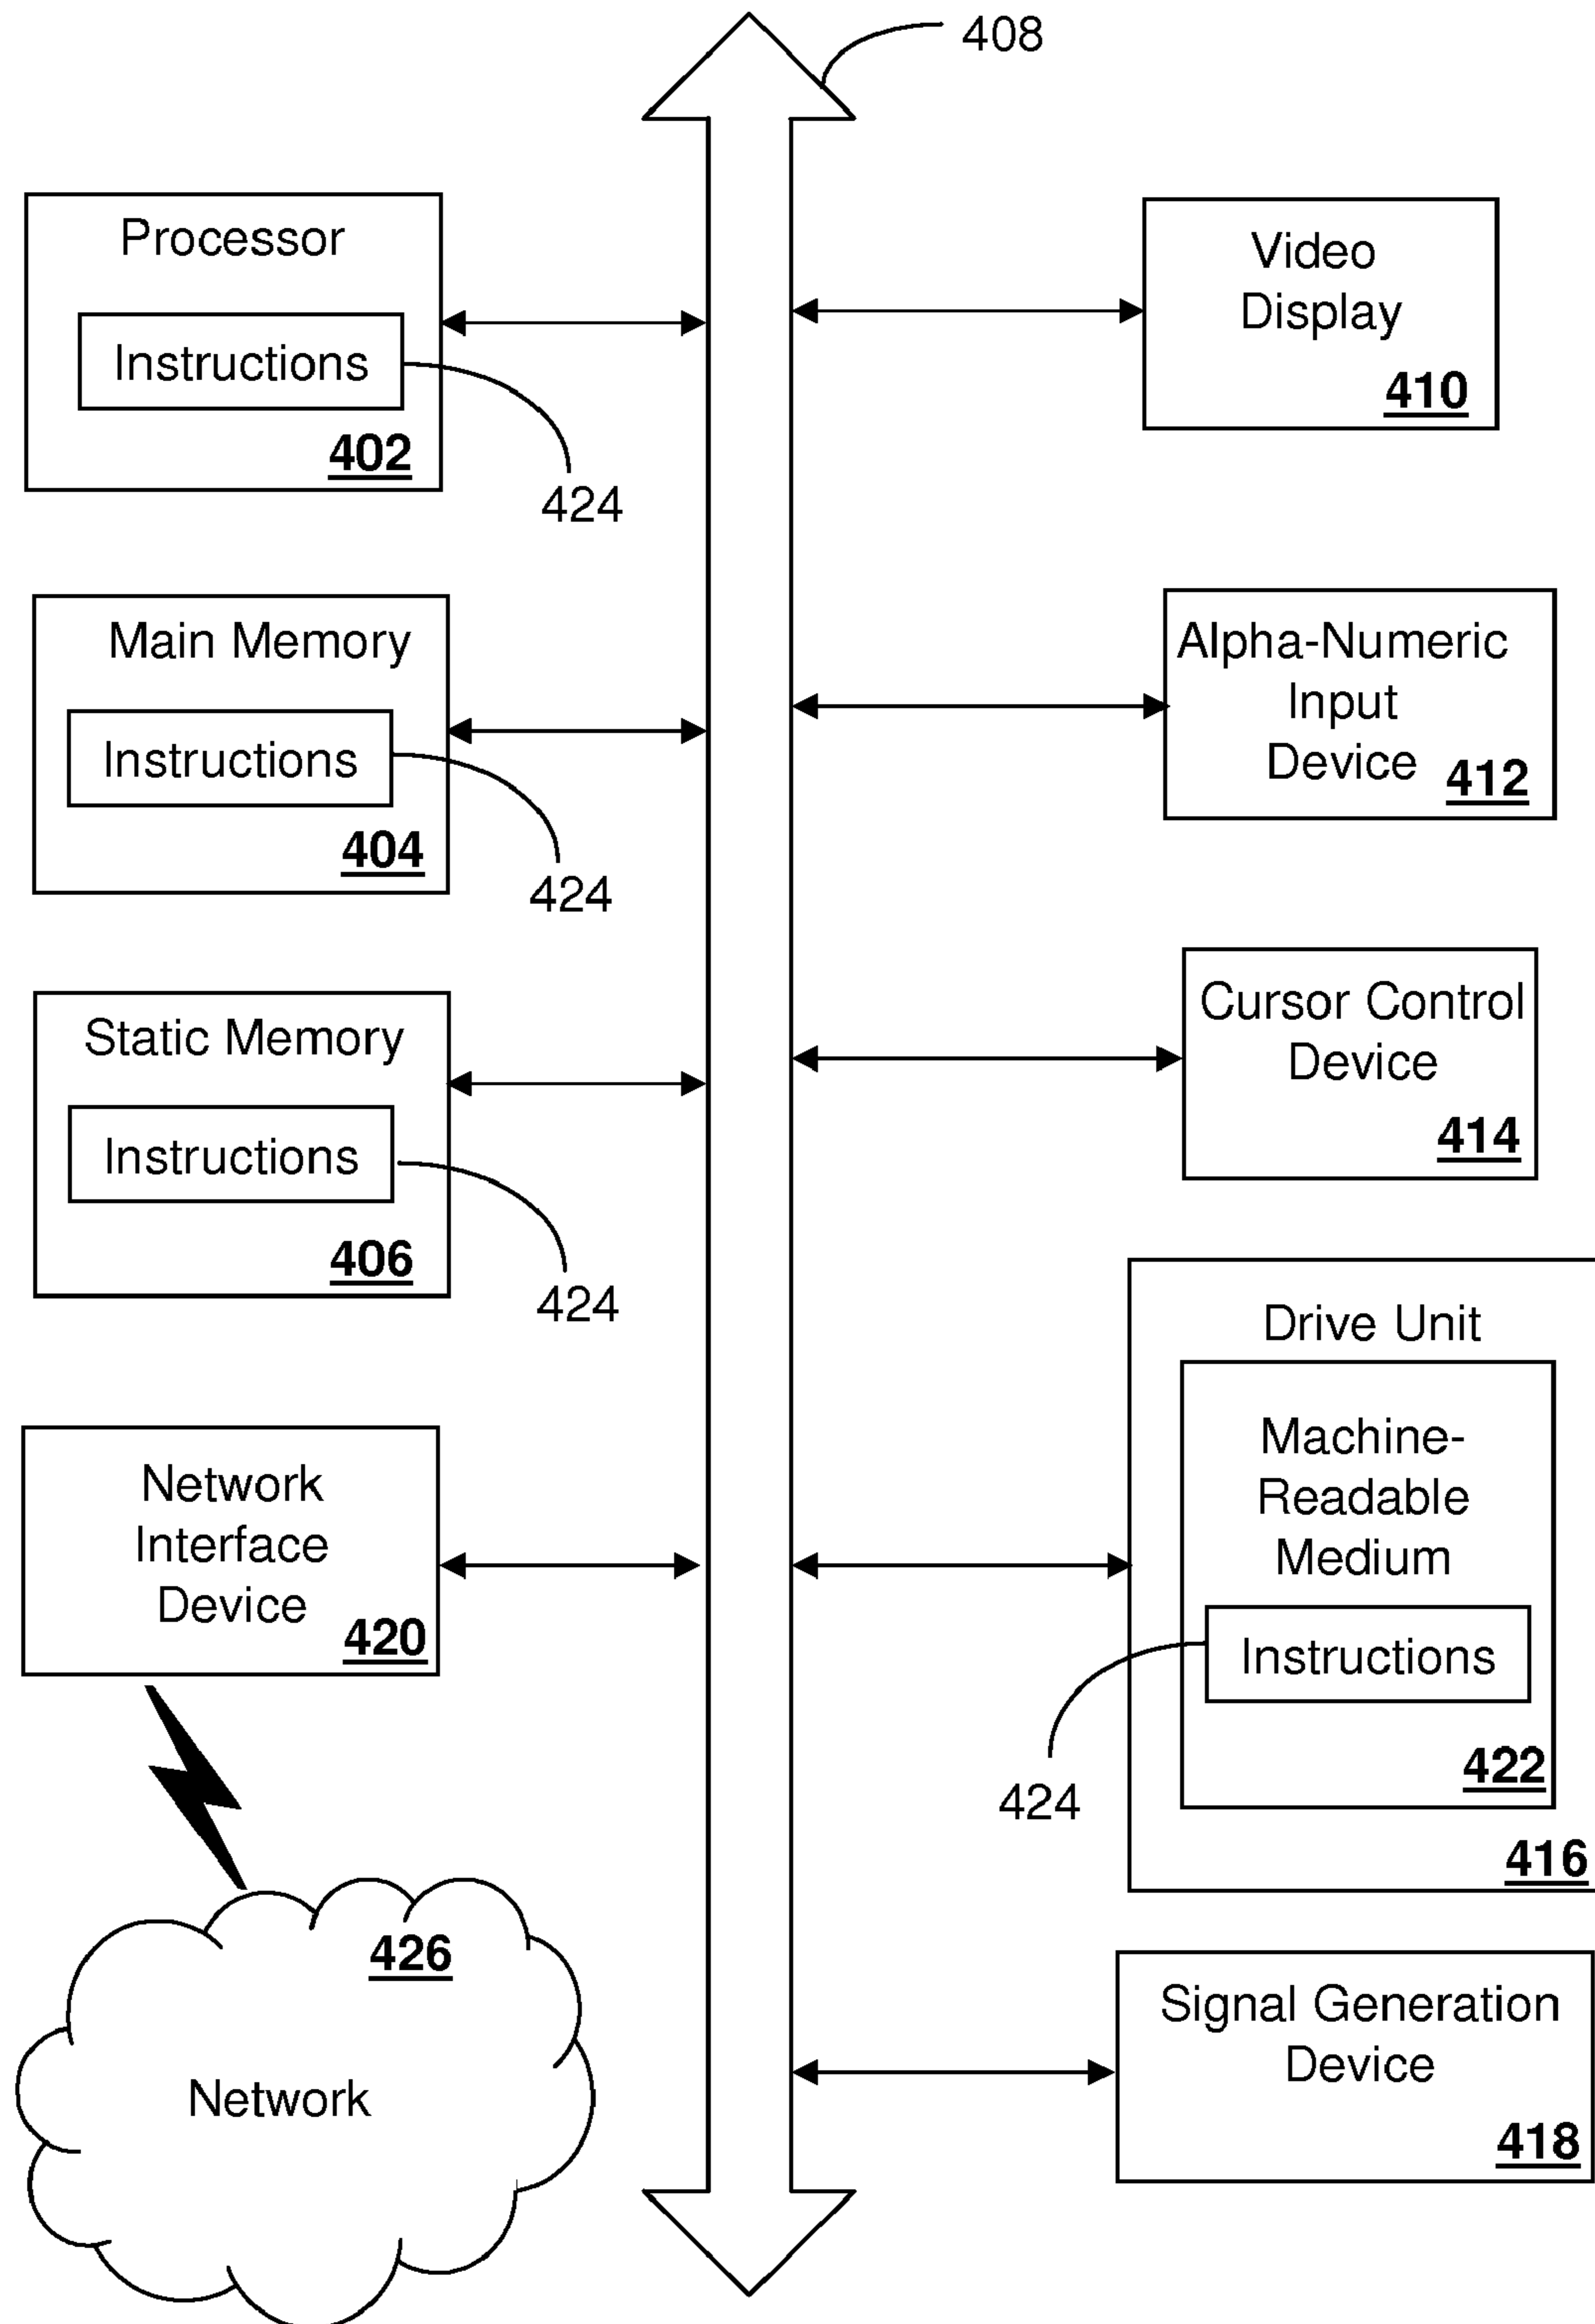 408
Processor
Instructions
402
424
Main Memory
Instructions
404
424
Static Memory
Instructions
406
424
Network
Interface
Device
420
426
Network
Video
Display
410
Alpha-Numeric
Input
Device
412
Cursor Control
Device
414
Drive Unit
Machine-
Readable
Medium
Instructions
422
424
416
Signal Generation
Device
418